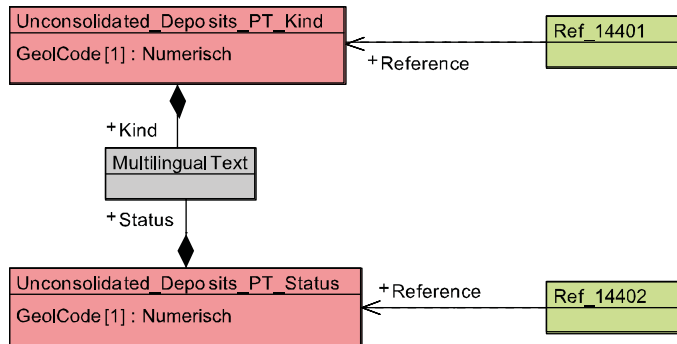 Unconsolidated_Deposits_PT_Kind
GeolCode[1] : Numerisch
Ref_14401
+Reference
+Kind
Multilingual Text
+Status
Unconsolidated_Deposits_PT_Status
GeolCode[1] : Numerisch
+Reference
Ref_14402